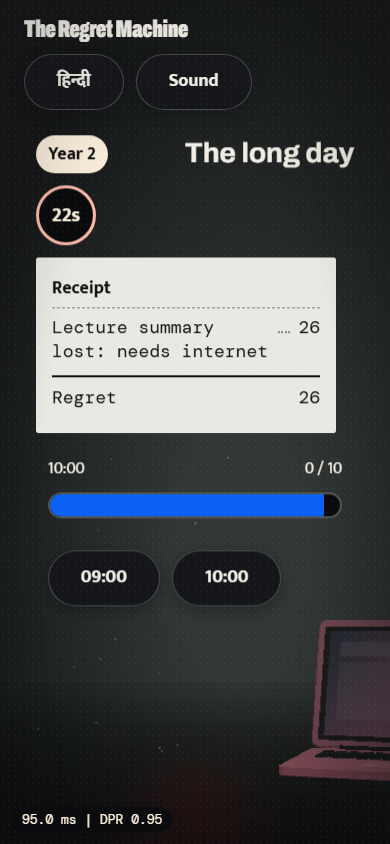 The Regret Machine
हिन्दी
Sound
Year 2
The long day
22s
Receipt
Lecture summary .... 26
lost: needs internet
Regret 26
10:00 0 / 10
09:00
10:00
95.0 ms | DPR 0.95